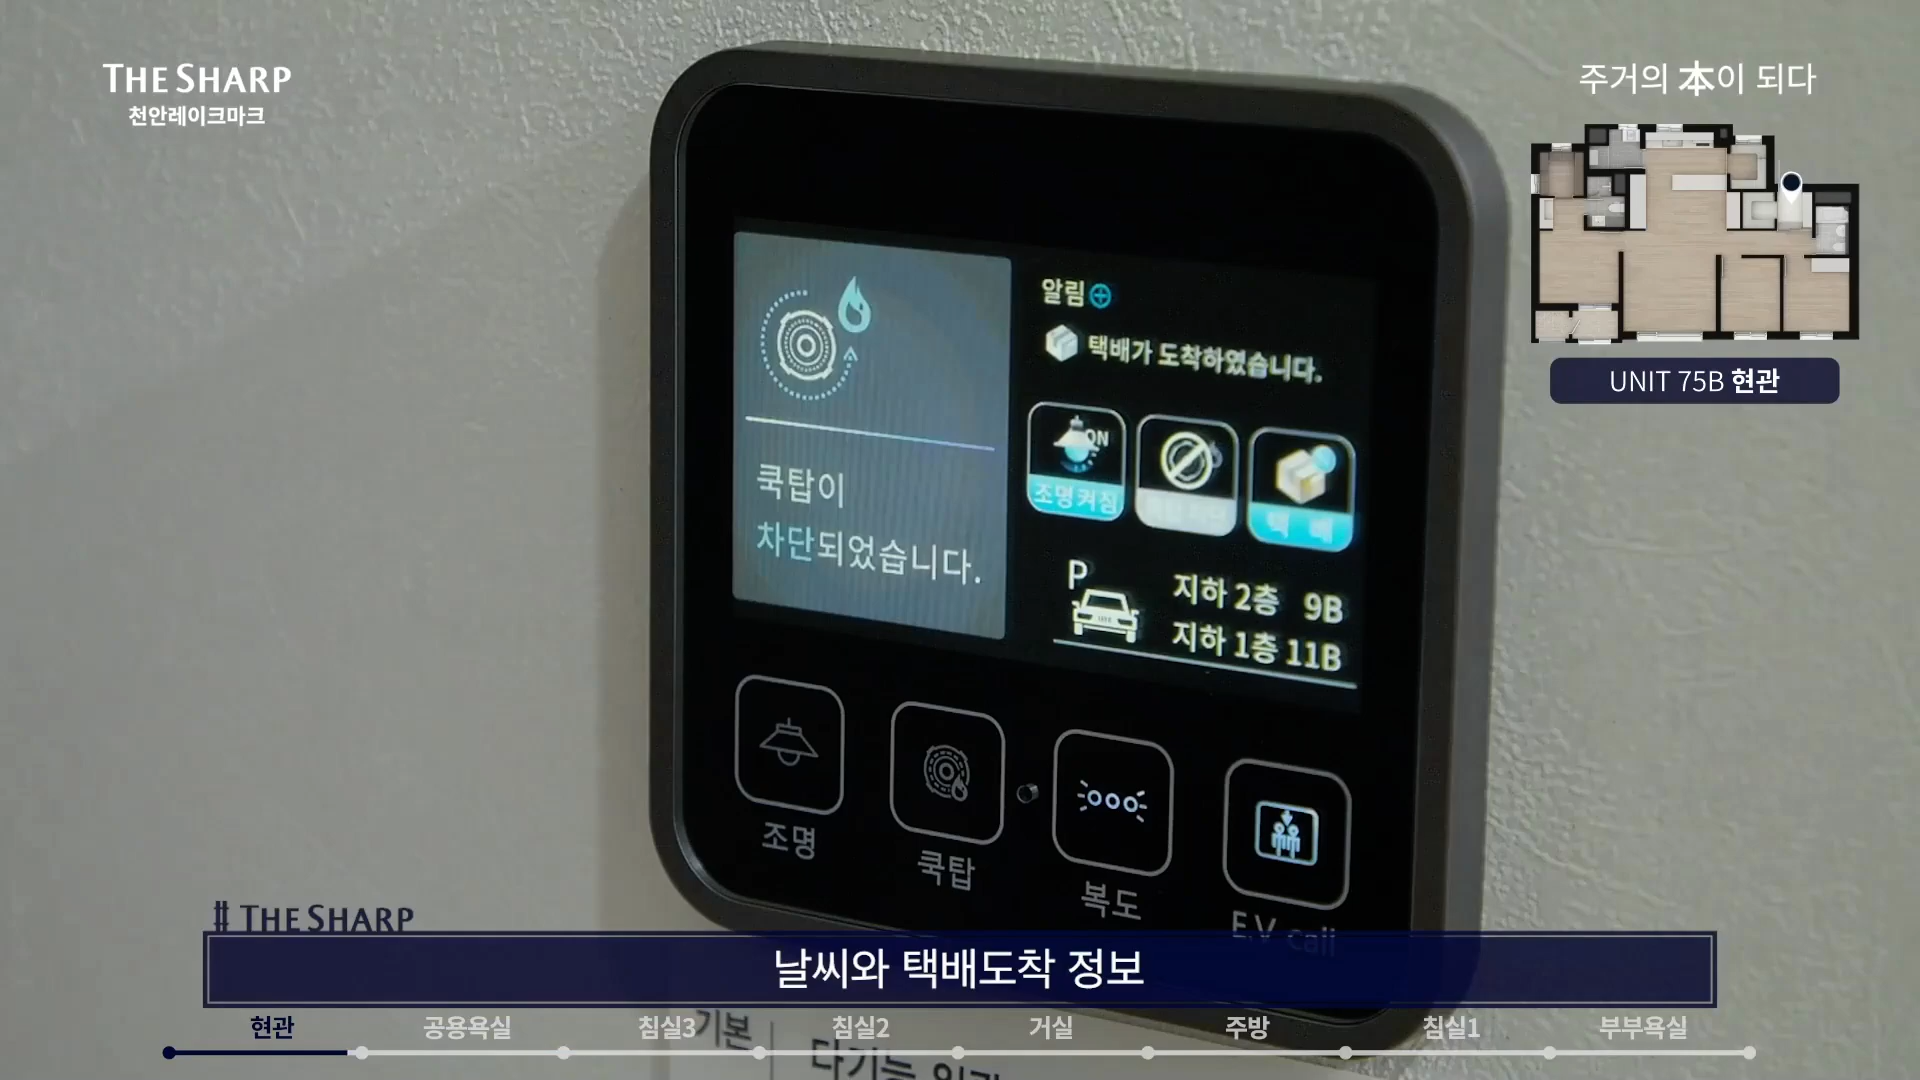 THE SHARP
천안레이크마크
주거의 本이 되다
UNIT 75B 현관
알림
택배가 도착하였습니다.
쿡탑이
차단되었습니다.
ON
조명켜짐
택 배
P
지하 2층 9B
지하 1층 11B
조명
쿡탑
복도
EV call
# THE SHARP
날씨와 택배도착 정보
현관
공용욕실
침실3
침실2
거실
주방
침실1
부부욕실
기본